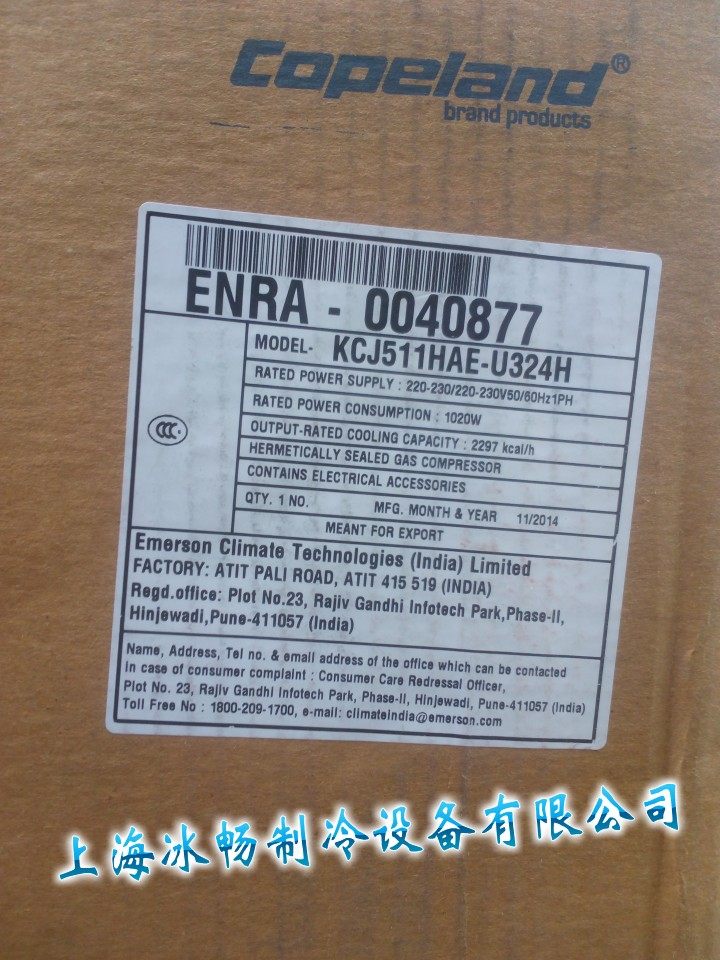 Copeland®
brand products
ENRA - 0040877
MODEL- KCJ511HAE-U324H
RATED POWER SUPPLY : 220-230/220-230V50/60Hz1PH
RATED POWER CONSUMPTION : 1020W
OUTPUT-RATED COOLING CAPACITY : 2297 kcal/h
HERMETICALLY SEALED GAS COMPRESSOR
CONTAINS ELECTRICAL ACCESSORIES
QTY. 1 NO. MFG. MONTH & YEAR 11/2014
MEANT FOR EXPORT
CCC
Emerson Climate Technologies (India) Limited
FACTORY: ATIT PALI ROAD, ATIT 415 519 (INDIA)
Regd.office: Plot No.23, Rajiv Gandhi Infotech Park,Phase-II,
Hinjewadi,Pune-411057 (India)
Name, Address, Tel no. & email address of the office which can be contacted
in case of consumer complaint : Consumer Care Redressal Officer,
Plot No. 23, Rajiv Gandhi Infotech Park, Phase-II, Hinjewadi, Pune-411057 (India)
Toll Free No : 1800-209-1700, e-mail: climateindia@emerson.com
上海冰畅制冷设备有限公司